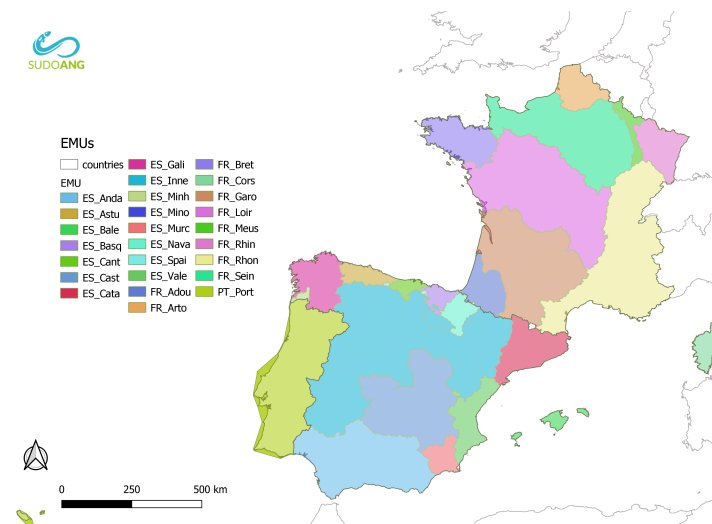 SUDOANG
EMUs
countries
EMU
ES_Anda
ES_Astu
ES_Bale
ES_Basq
ES_Cant
ES_Cast
ES_Cata
ES_Gali
ES_Inne
ES_Minh
ES_Mino
ES_Murc
ES_Nava
ES_Spai
ES_Vale
FR_Adou
FR_Arto
FR_Bret
FR_Cors
FR_Garo
FR_Loir
FR_Meus
FR_Rhin
FR_Rhon
FR_Sein
PT_Port
0 250 500 km